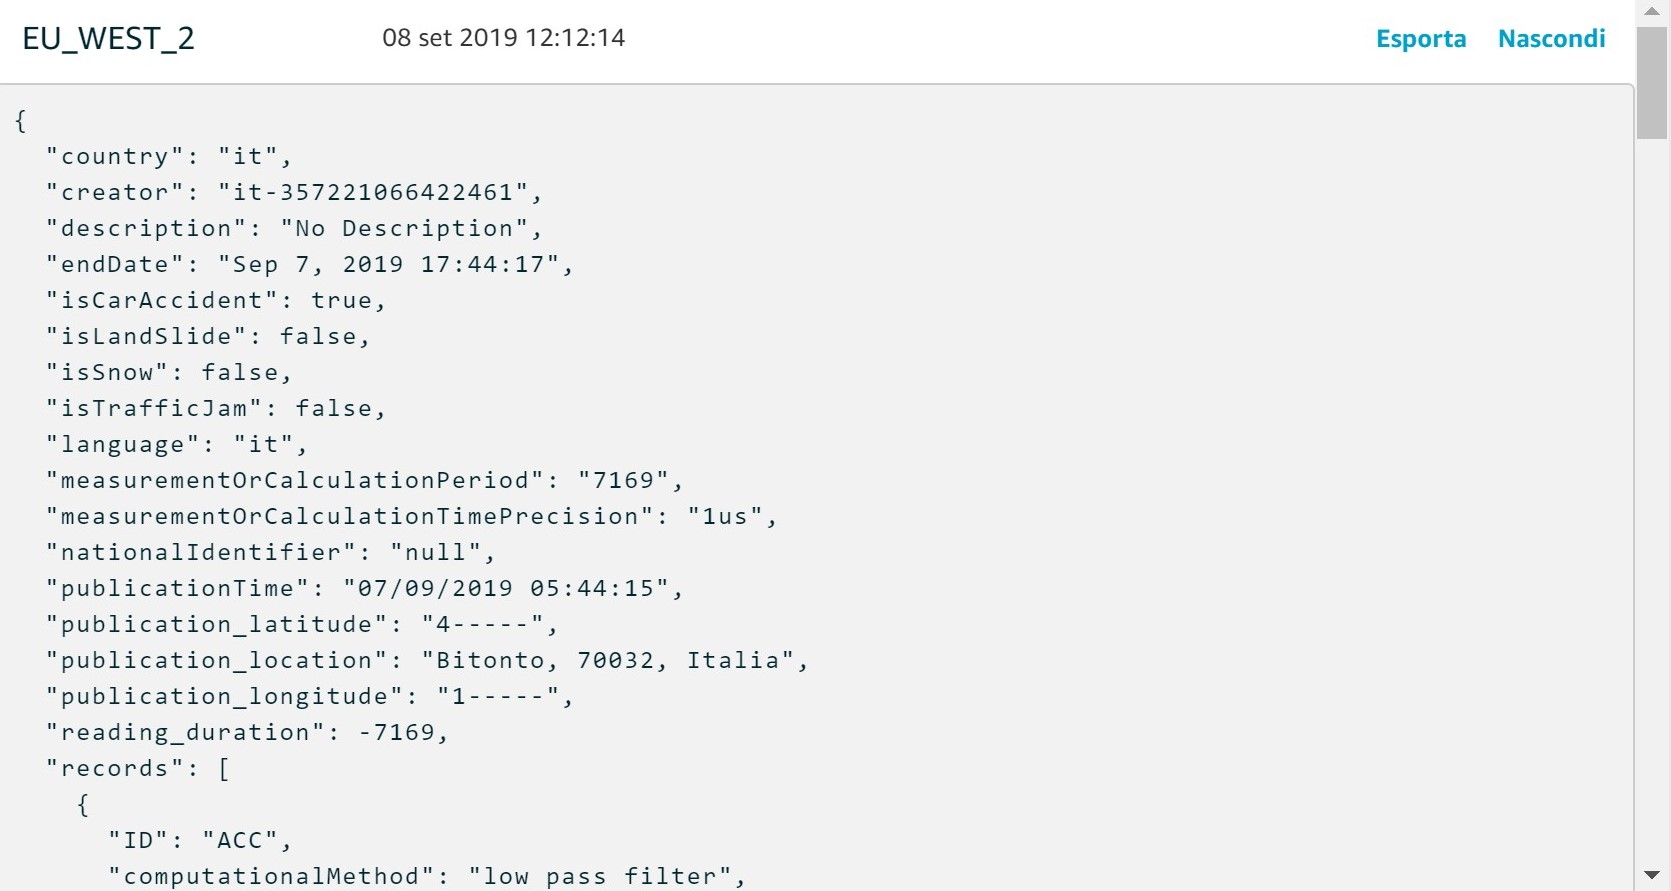 EU_WEST_2 08 set 2019 12:12:14 Esporta Nascondi
{
  "country": "it",
  "creator": "it-357221066422461",
  "description": "No Description",
  "endDate": "Sep 7, 2019 17:44:17",
  "isCarAccident": true,
  "isLandSlide": false,
  "isSnow": false,
  "isTrafficJam": false,
  "language": "it",
  "measurementOrCalculationPeriod": "7169",
  "measurementOrCalculationTimePrecision": "1us",
  "nationalIdentifier": "null",
  "publicationTime": "07/09/2019 05:44:15",
  "publication_latitude": "4-----",
  "publication_location": "Bitonto, 70032, Italia",
  "publication_longitude": "1-----",
  "reading_duration": -7169,
  "records": [
    {
      "ID": "ACC",
      "computationalMethod": "low pass filter",